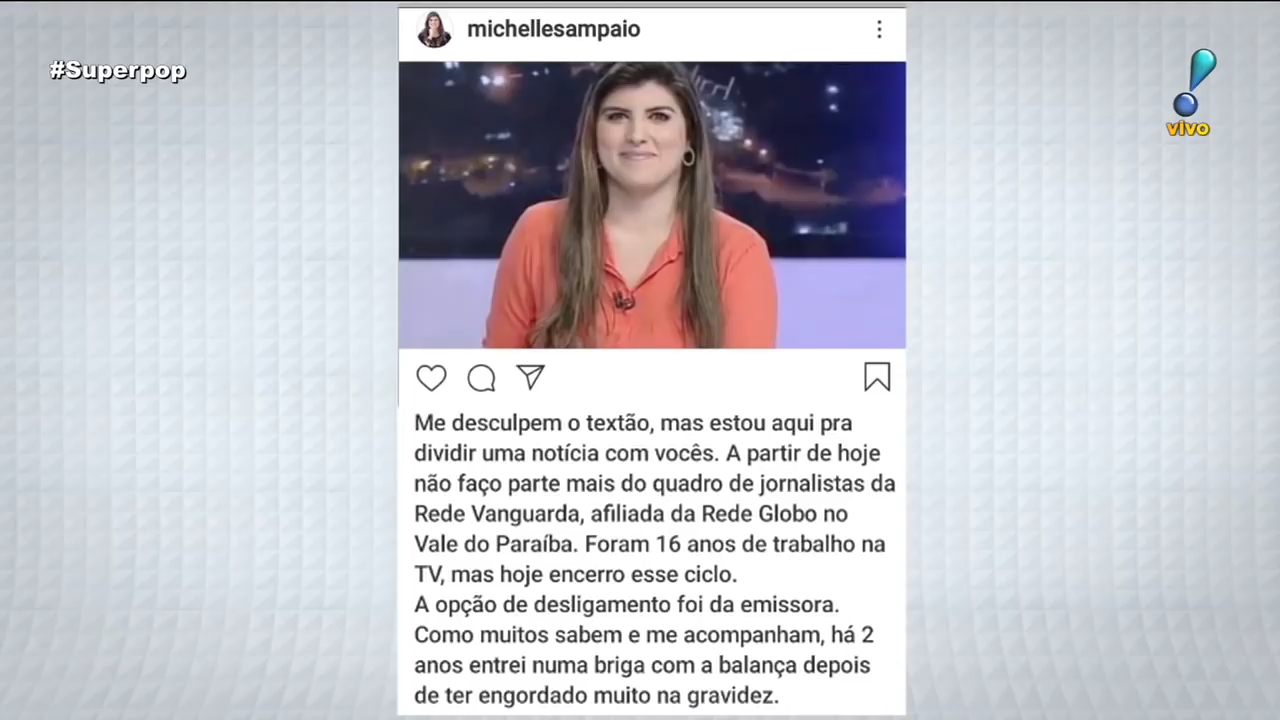 michellesampaio
#Superpop
vivo
Me desculpem o textão, mas estou aqui pra
dividir uma notícia com vocês. A partir de hoje
não faço parte mais do quadro de jornalistas da
Rede Vanguarda, afiliada da Rede Globo no
Vale do Paraíba. Foram 16 anos de trabalho na
TV, mas hoje encerro esse ciclo.
A opção de desligamento foi da emissora.
Como muitos sabem e me acompanham, há 2
anos entrei numa briga com a balança depois
de ter engordado muito na gravidez.